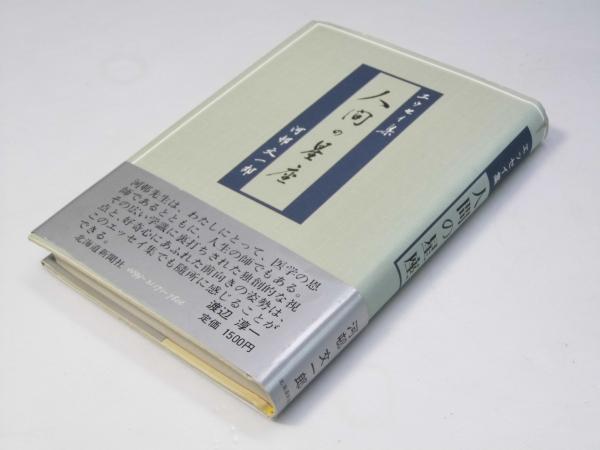 エッセイ集
人間の星座
河邨文一郎
河邨先生は、わたしにとって、医学の恩
師であるとともに、人生の師でもある。
その広い学識に裏打ちされた独創的な視
点と、好奇心にあふれた前向きの姿勢は、
このエッセイ集でも随所に感じることが
できる。
渡辺 淳一
北海道新聞社
定価 1500円
エッセイ集
人間の星座
河邨文一郎